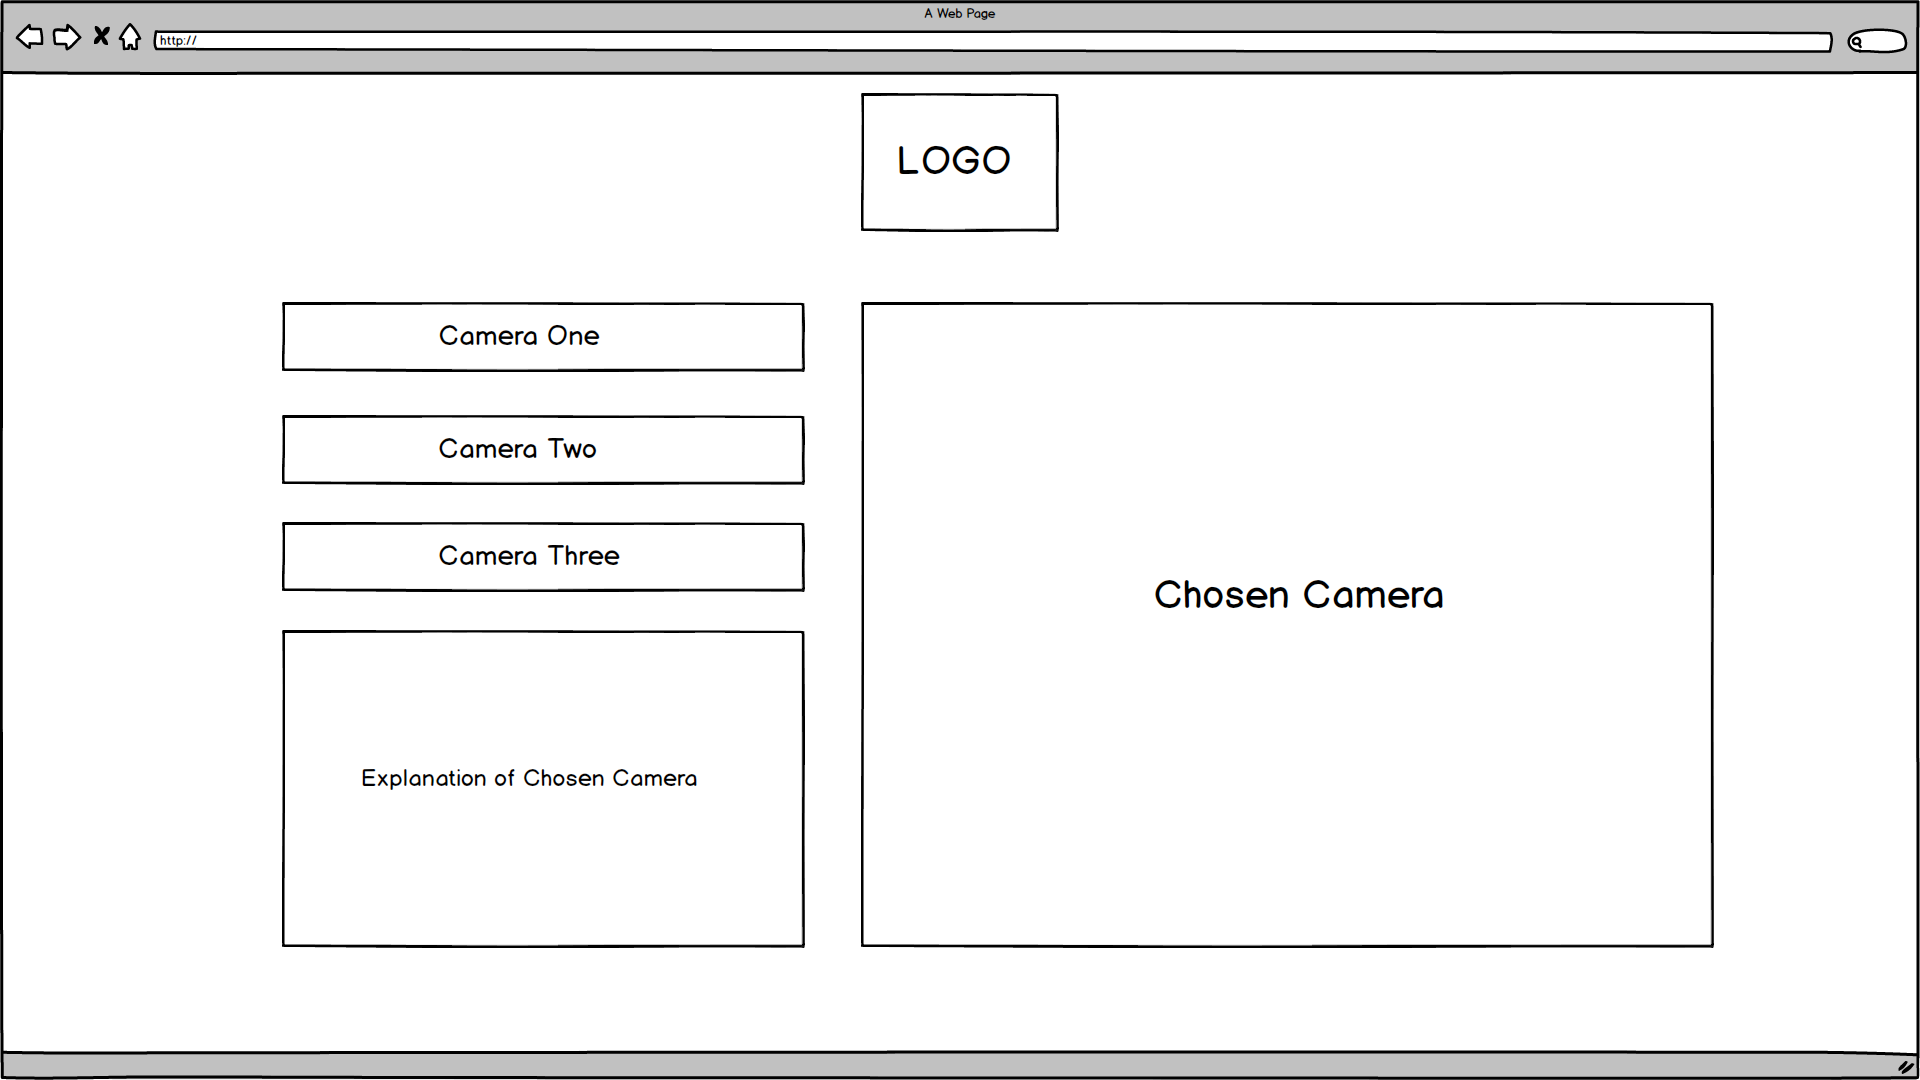 A Web Page
http://
LOGO
Camera One
Camera Two
Camera Three
Chosen Camera
Explanation of Chosen Camera